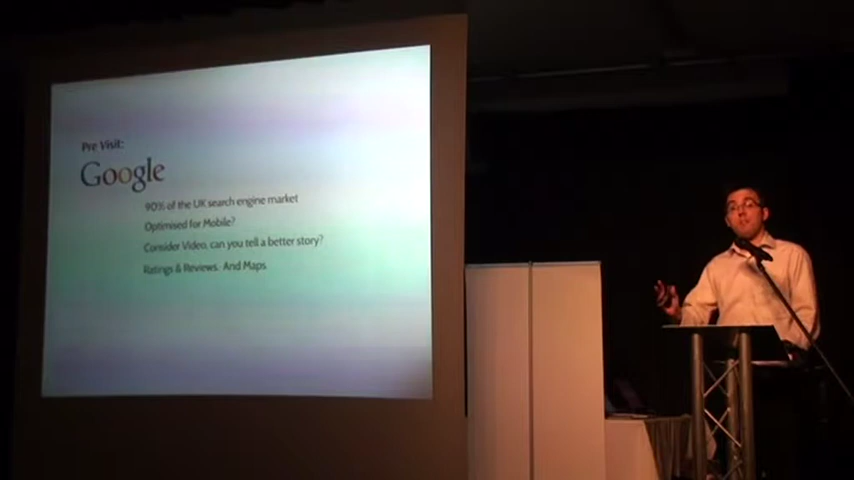 Pre Visit:
Google
90% of the UK search engine market
Optimised for Mobile?
Consider Video, can you tell a better story?
Ratings & Reviews. And Maps